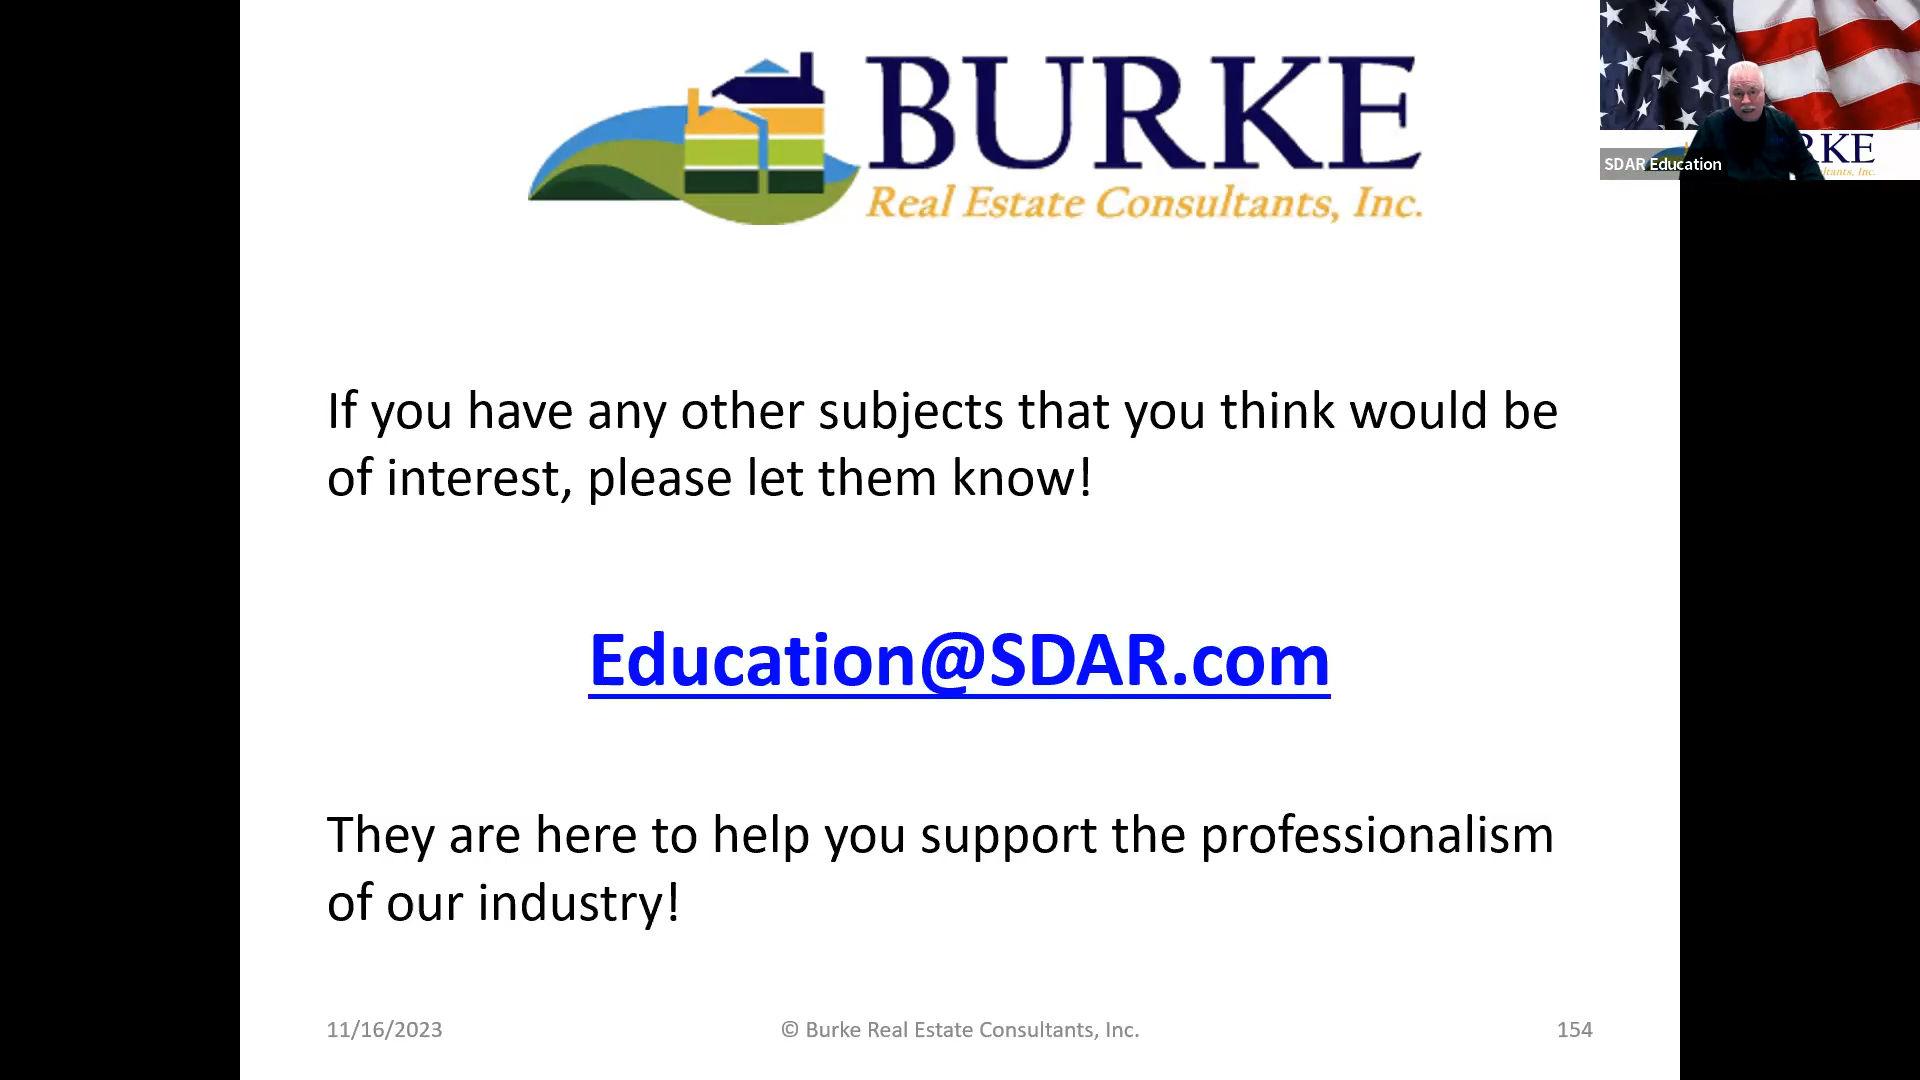 BURKE
Real Estate Consultants, Inc.
RKE
SDAR Education
If you have any other subjects that you think would be
of interest, please let them know!
Education@SDAR.com
They are here to help you support the professionalism
of our industry!
11/16/2023
© Burke Real Estate Consultants, Inc.
154